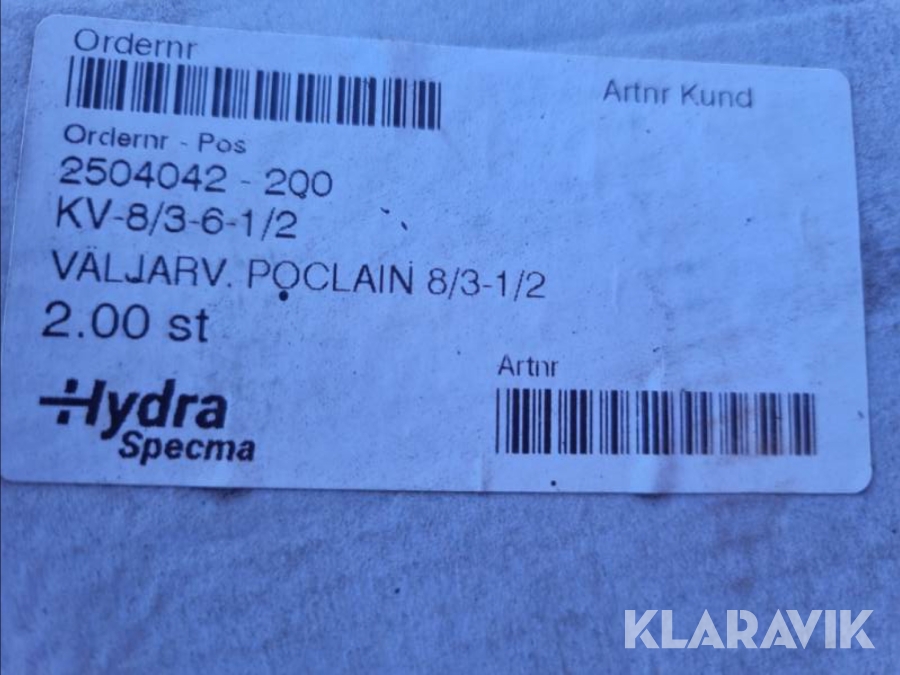 Ordernr
Artnr Kund
Ordernr - Pos
2504042 - 200
KV-8/3-6-1/2
VÄLJARV. POCLAIN 8/3-1/2
2.00 st
Artnr
Hydra
Specma
KLARAVIK